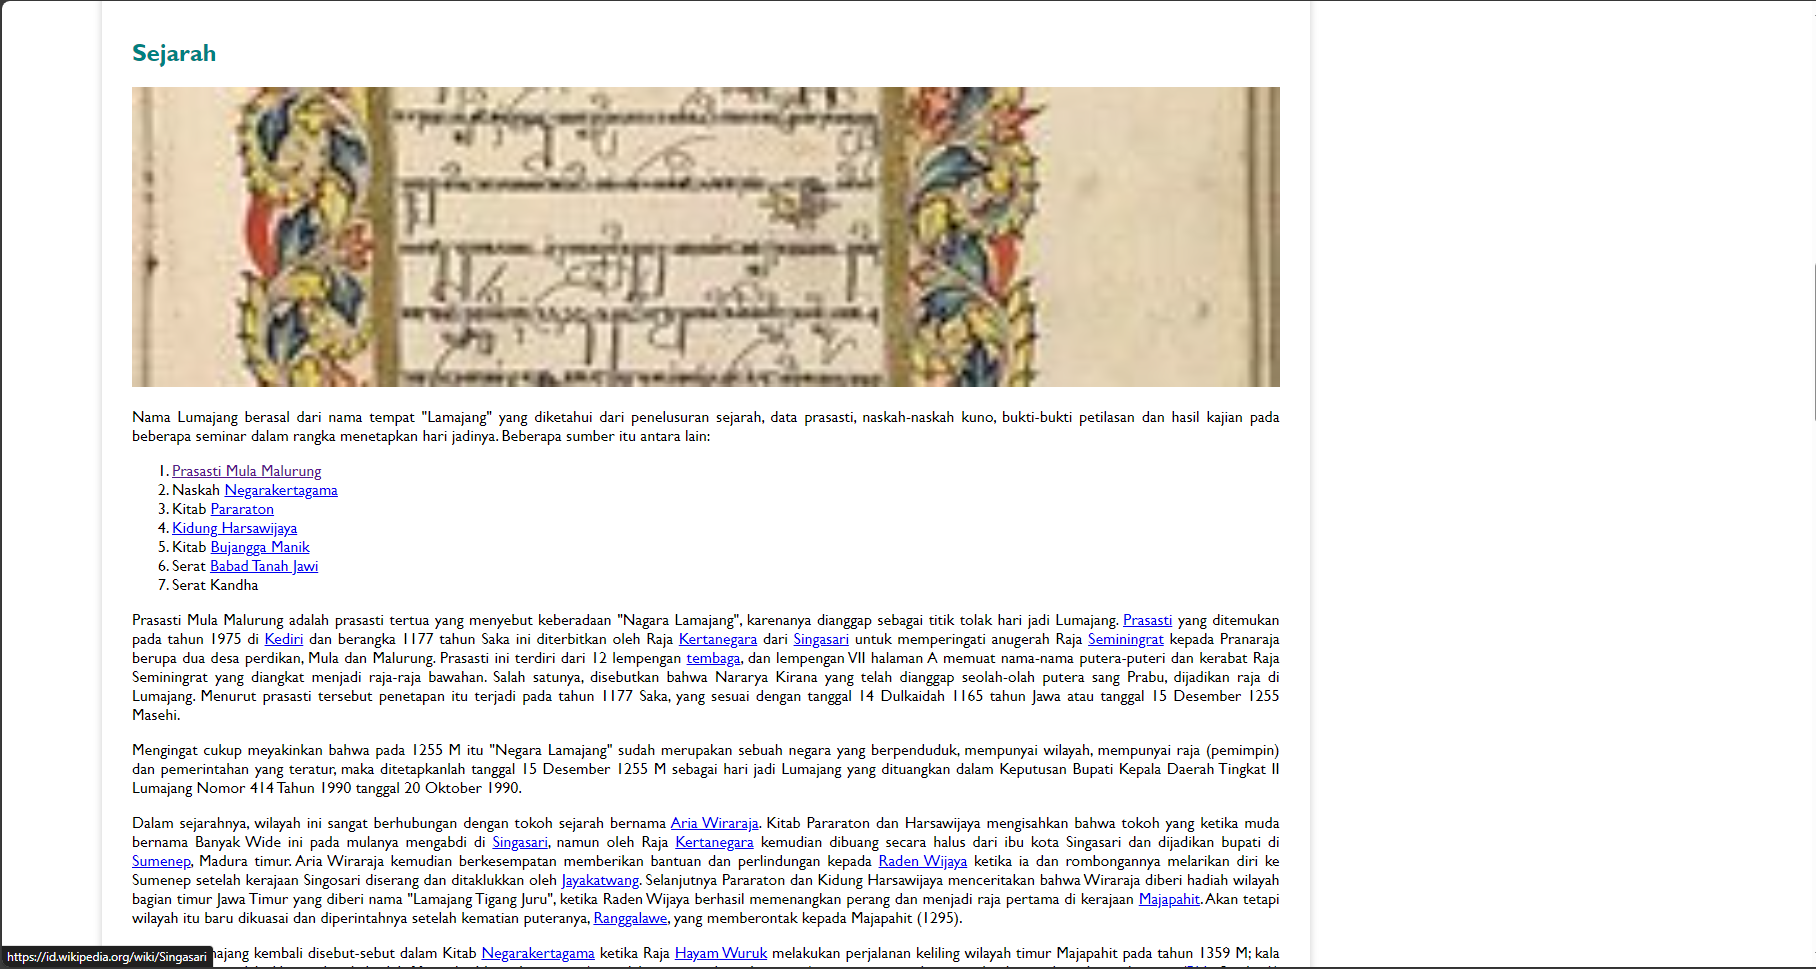 Sejarah
Nama Lumajang berasal dari nama tempat "Lamajang" yang diketahui dari penelusuran sejarah, data prasasti, naskah-naskah kuno, bukti-bukti petilasan dan hasil kajian pada
beberapa seminar dalam rangka menetapkan hari jadinya. Beberapa sumber itu antara lain:
1. Prasasti Mula Malurung
2. Naskah Negarakertagama
3. Kitab Pararaton
4. Kidung Harsawijaya
5. Kitab Bujangga Manik
6. Serat Babad Tanah Jawi
7. Serat Kandha
Prasasti Mula Malurung adalah prasasti tertua yang menyebut keberadaan "Nagara Lamajang", karenanya dianggap sebagai titik tolak hari jadi Lumajang. Prasasti yang ditemukan
pada tahun 1975 di Kediri dan berangka 1177 tahun Saka ini diterbitkan oleh Raja Kertanegara dari Singasari untuk memperingati anugerah Raja Seminingrat kepada Pranaraja
berupa dua desa perdikan, Mula dan Malurung. Prasasti ini terdiri dari 12 lempengan tembaga, dan lempengan VII halaman A memuat nama-nama putera-puteri dan kerabat Raja
Seminingrat yang diangkat menjadi raja-raja bawahan. Salah satunya, disebutkan bahwa Nararya Kirana yang telah dianggap seolah-olah putera sang Prabu, dijadikan raja di
Lumajang. Menurut prasasti tersebut penetapan itu terjadi pada tahun 1177 Saka, yang sesuai dengan tanggal 14 Dulkaidah 1165 tahun Jawa atau tanggal 15 Desember 1255
Masehi.
Mengingat cukup meyakinkan bahwa pada 1255 M itu "Negara Lamajang" sudah merupakan sebuah negara yang berpenduduk, mempunyai wilayah, mempunyai raja (pemimpin)
dan pemerintahan yang teratur, maka ditetapkanlah tanggal 15 Desember 1255 M sebagai hari jadi Lumajang yang dituangkan dalam Keputusan Bupati Kepala Daerah Tingkat II
Lumajang Nomor 414 Tahun 1990 tanggal 20 Oktober 1990.
Dalam sejarahnya, wilayah ini sangat berhubungan dengan tokoh sejarah bernama Aria Wiraraja. Kitab Pararaton dan Harsawijaya mengisahkan bahwa tokoh yang ketika muda
bernama Banyak Wide ini pada mulanya mengabdi di Singasari, namun oleh Raja Kertanegara kemudian dibuang secara halus dari ibu kota Singasari dan dijadikan bupati di
Sumenep, Madura timur. Aria Wiraraja kemudian berkesempatan memberikan bantuan dan perlindungan kepada Raden Wijaya ketika ia dan rombongannya melarikan diri ke
Sumenep setelah kerajaan Singosari diserang dan ditaklukkan oleh Jayakatwang. Selanjutnya Pararaton dan Kidung Harsawijaya menceritakan bahwa Wiraraja diberi hadiah wilayah
bagian timur Jawa Timur yang diberi nama "Lamajang Tigang Juru", ketika Raden Wijaya berhasil memenangkan perang dan menjadi raja pertama di kerajaan Majapahit. Akan tetapi
wilayah itu baru dikuasai dan diperintahnya setelah kematian puteranya, Ranggalawe, yang memberontak kepada Majapahit (1295).
kembali disebut-sebut dalam Kitab Negarakertagama ketika Raja Hayam Wuruk melakukan perjalanan keliling wilayah timur Majapahit pada tahun 1359 M; kala
https://id.wikipedia.org/wiki/Singasari